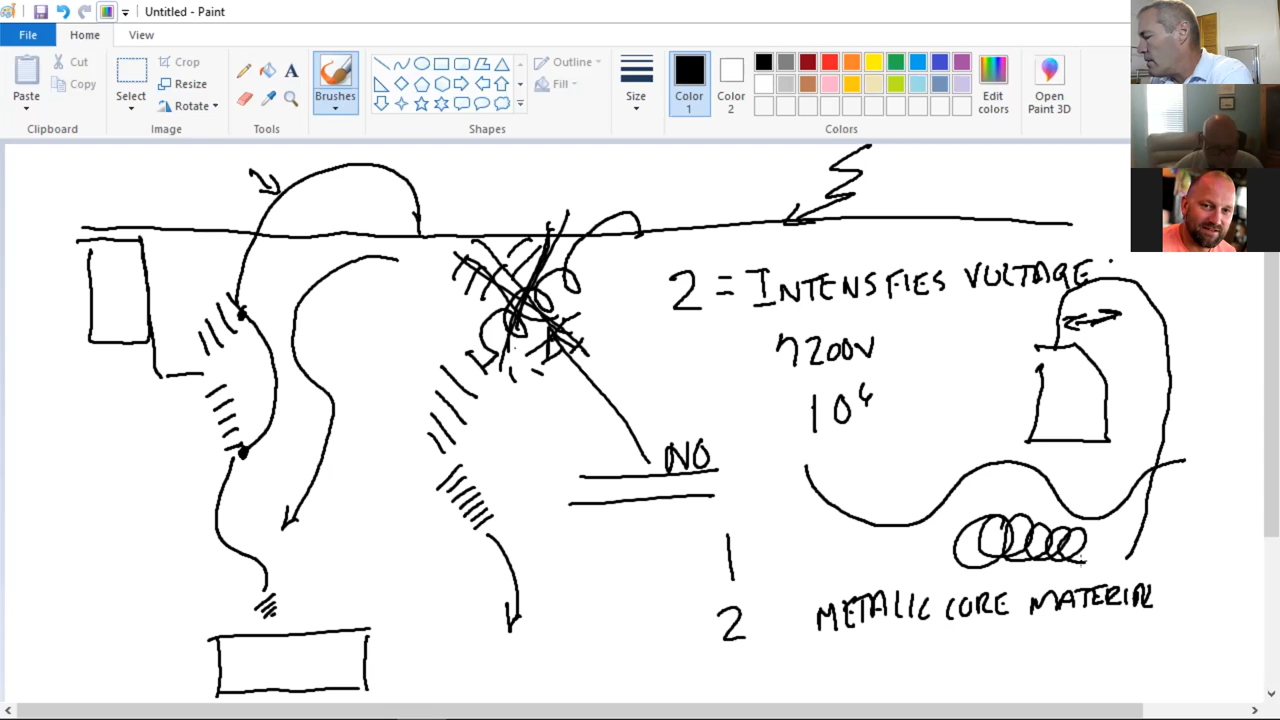 Untitled - Paint
File
Home
View
Paste
Cut
Copy
Clipboard
Select
Crop
Resize
Rotate
Image
A
Tools
Brushes
Outline
Fill
Shapes
Size
Color 1
Color 2
Edit colors
Colors
Open Paint 3D
2 = INTENSFIES VOLTAGE.
7200V
NO
1
2 METALLIC CORE MATERIAL